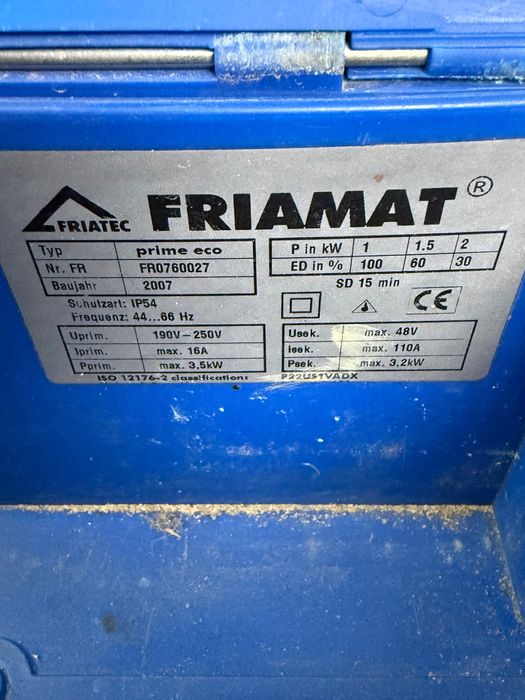 FRIATEC FRIAMAT ®
Typ prime eco
Nr. FR FR0760027
Baujahr 2007
Schutzart: IP54
Frequenz: 44...66 Hz
Uprim. 190V-250V
Iprim. max. 16A
Pprim. max. 3,5kW
P in kW 1 1.5 2
ED in % 100 60 30
SD 15 min
CE
Usek. max. 48V
Isek. max. 110A
Psek. max. 3,2kW
ISO 12176-2 classification: P22US1VADX